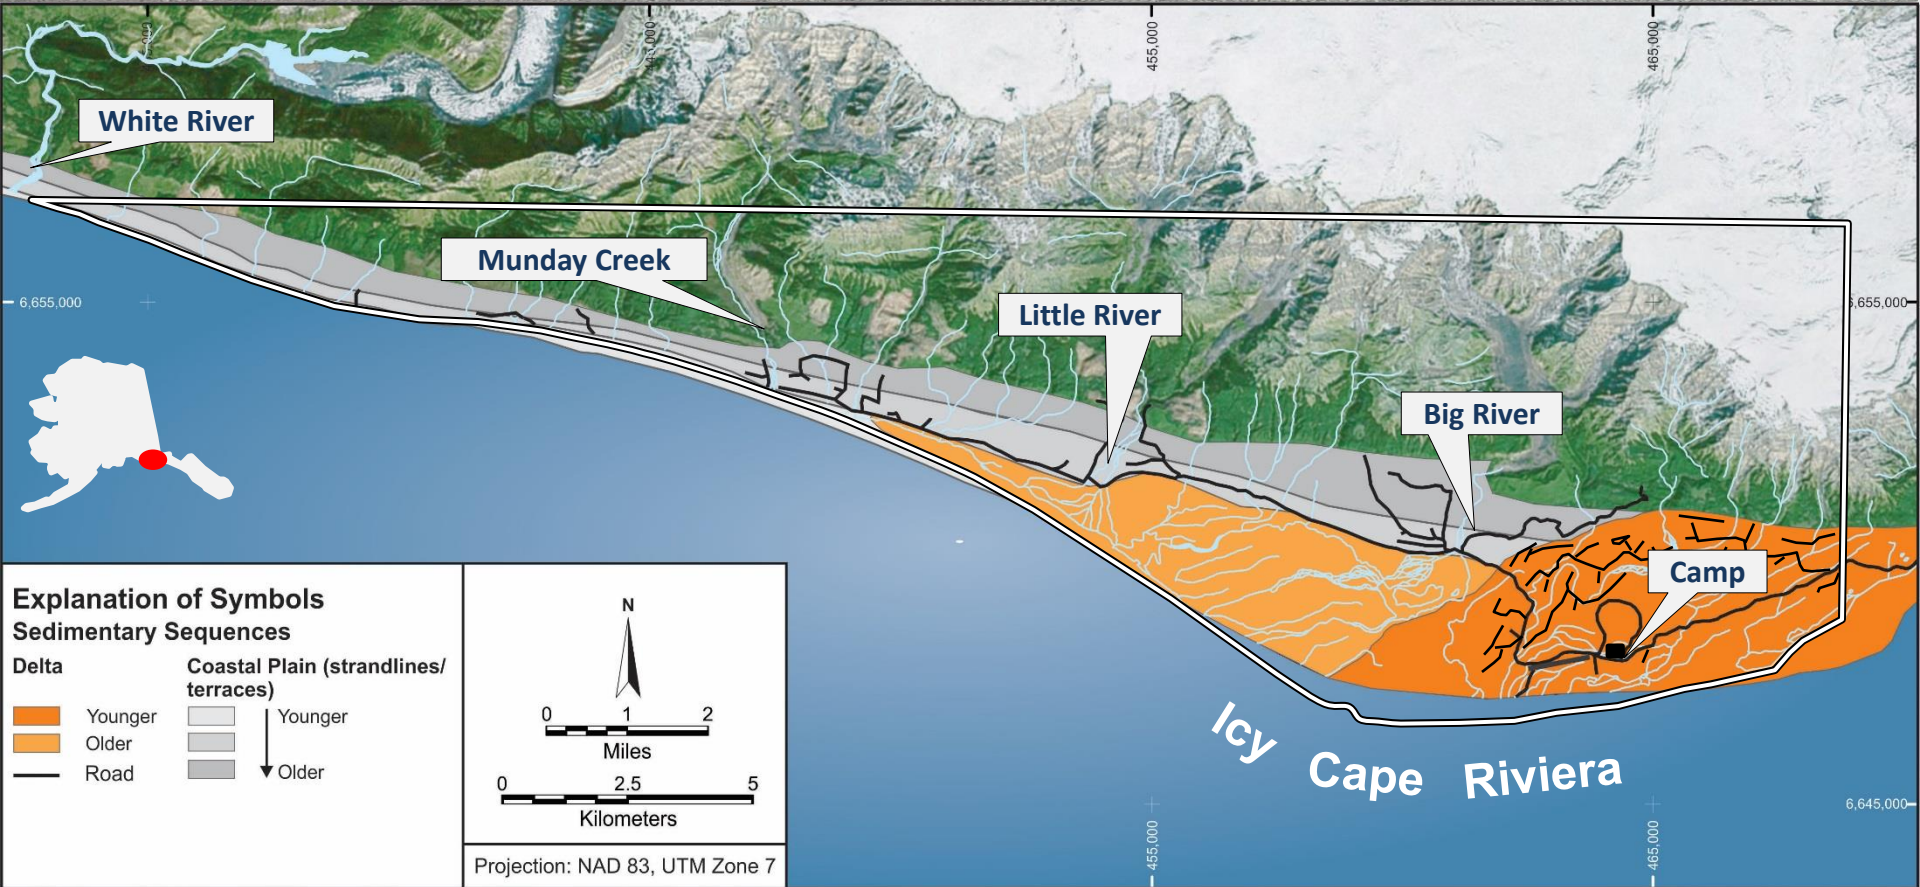 455,000
465,000
White River
Munday Creek
6,655,000
6,655,000
Little River
Big River
Camp
Explanation of Symbols
Sedimentary Sequences
Delta
Coastal Plain (strandlines/
terraces)
Younger
Older
Road
Younger
Older
N
0 1 2
Miles
0 2.5 5
Kilometers
Projection: NAD 83, UTM Zone 7
Icy Cape Riviera
6,645,000
455,000
465,000